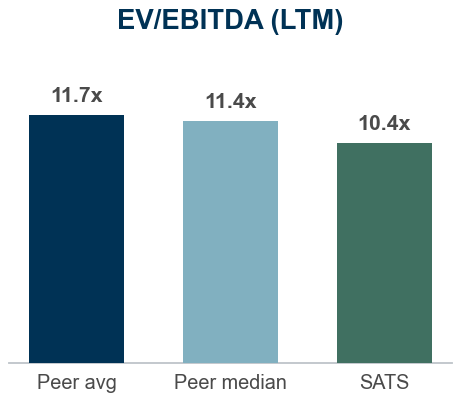 EV/EBITDA (LTM)
11.7x
11.4x
10.4x
Peer avg
Peer median
SATS